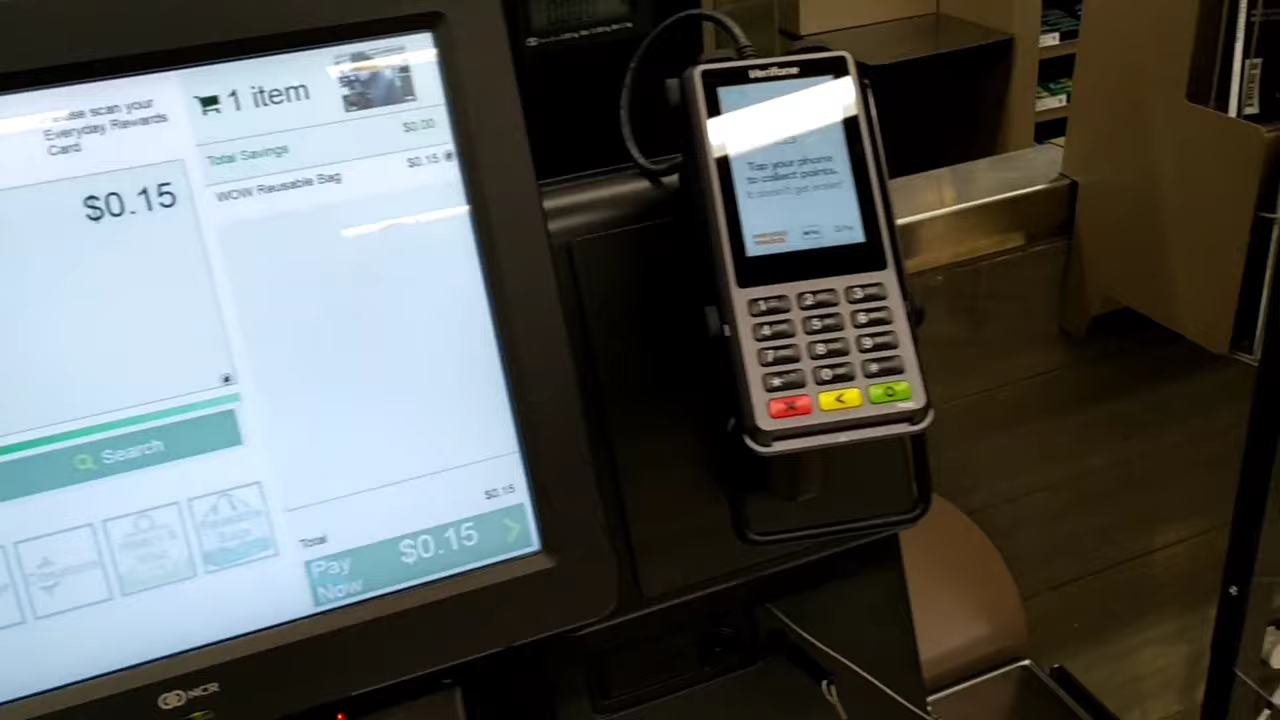 scan your
Everyday Rewards
Card
$0.15
1 item
Total Savings
$0.00
WOW Reusable Bag
$0.15
Search
$0.15
Total
Pay
Now
$0.15
NCR
Verifone
Tap your phone
to collect points.
1
2
3
4
5
6
7
8
9
*
0
#